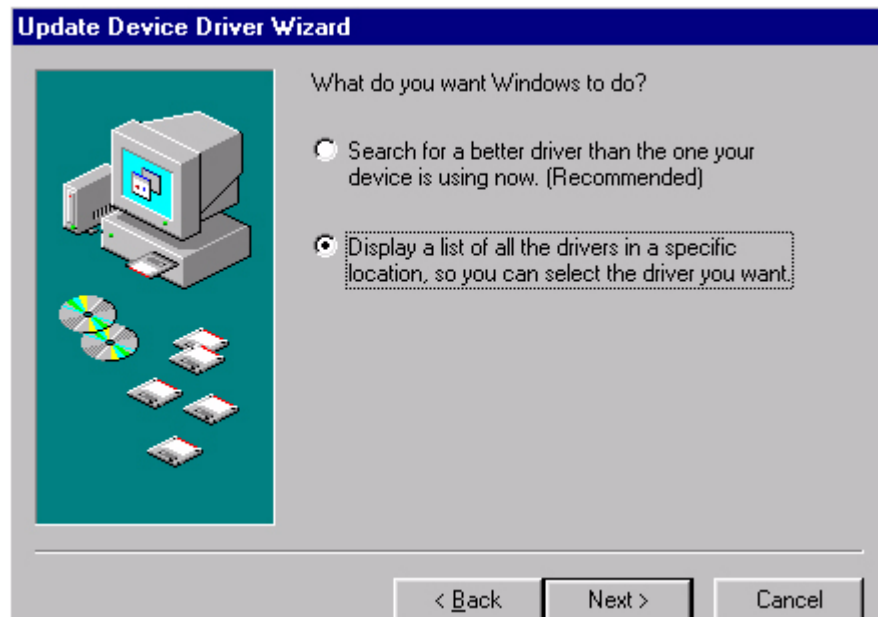 Update Device Driver Wizard
What do you want Windows to do?
Search for a better driver than the one your
device is using now. (Recommended)
Display a list of all the drivers in a specific
location, so you can select the driver you want.
< Back
Next >
Cancel